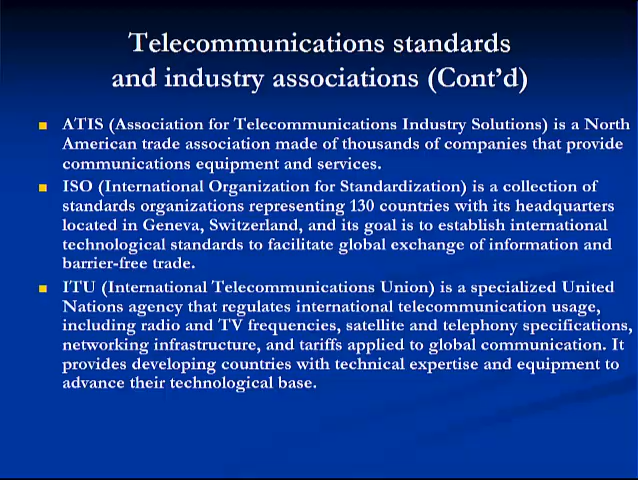 Telecommunications standards
and industry associations (Cont’d)
ATIS (Association for Telecommunications Industry Solutions) is a North
American trade association made of thousands of companies that provide
communications equipment and services.
ISO (International Organization for Standardization) is a collection of
standards organizations representing 130 countries with its headquarters
located in Geneva, Switzerland, and its goal is to establish international
technological standards to facilitate global exchange of information and
barrier-free trade.
ITU (International Telecommunications Union) is a specialized United
Nations agency that regulates international telecommunication usage,
including radio and TV frequencies, satellite and telephony specifications,
networking infrastructure, and tariffs applied to global communication. It
provides developing countries with technical expertise and equipment to
advance their technological base.